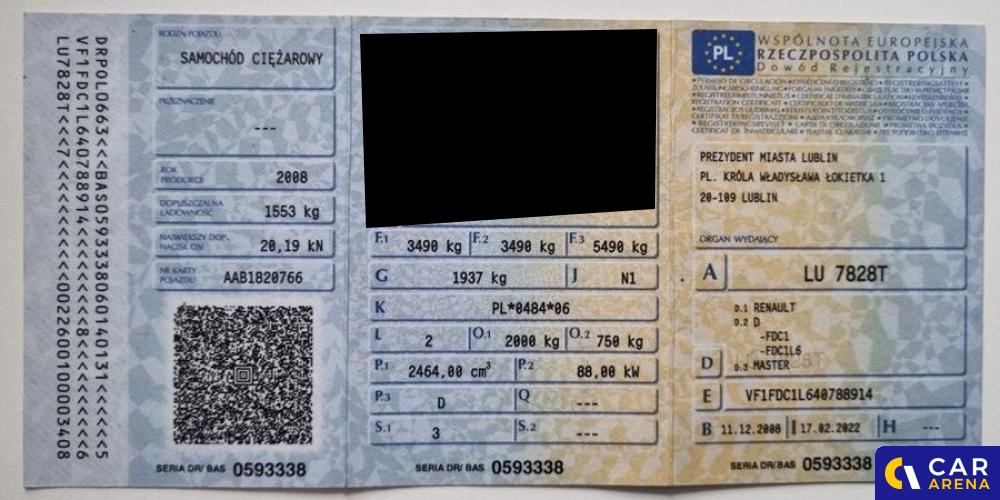 DRPOLD0663<<<BAS0593338060140131<<<<<<5
VF1FDC1L640788914<<<<<<<<<<<<<8<<<<<<6
LU7828T<<<7<<<<<<<<<<<<<002260010000003408
RODZAJ POJAZDU
SAMOCHÓD CIĘŻAROWY
PRZEZNACZENIE
---
ROK
PRODUKCJI
2008
DOPUSZCZALNA
ŁADOWNOŚĆ
1553 kg
NAJWIĘKSZY DOP.
NACISK OSI
20,19 kN
NR KARTY
POJAZDU
AAB1820766
SERIA DR/ BAS 0593338
F.1 3490 kg F.2 3490 kg F.3 5490 kg
G 1937 kg J N1
K PL*0484*06
L 2 O.1 2000 kg O.2 750 kg
P.1 2464,00 cm³ P.2 88,00 kW
P.3 D Q ---
S.1 3 S.2 ---
SERIA DR/ BAS 0593338
PL
WSPÓLNOTA EUROPEJSKA
RZECZPOSPOLITA POLSKA
Dowód Rejestracyjny
PREZYDENT MIASTA LUBLIN
PL. KRÓLA WŁADYSŁAWA ŁOKIETKA 1
20-109 LUBLIN
ORGAN WYDAJĄCY
A LU 7828T
D.1 RENAULT
D.2 D
-FDC1
-FDC1L6
D D.3 MASTER
E VF1FDC1L640788914
B 11.12.2008 I 17.02.2022 H ---
SERIA DR/ BAS 0593338
CAR
ARENA